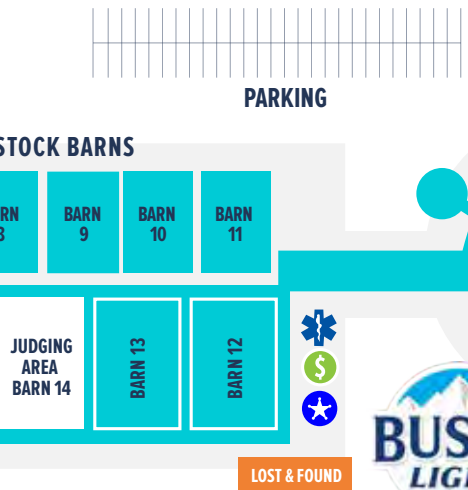 PARKING
STOCK BARNS
BARN
9
BARN
10
BARN
11
JUDGING
AREA
BARN 14
BARN 13
BARN 12
$
LOST & FOUND